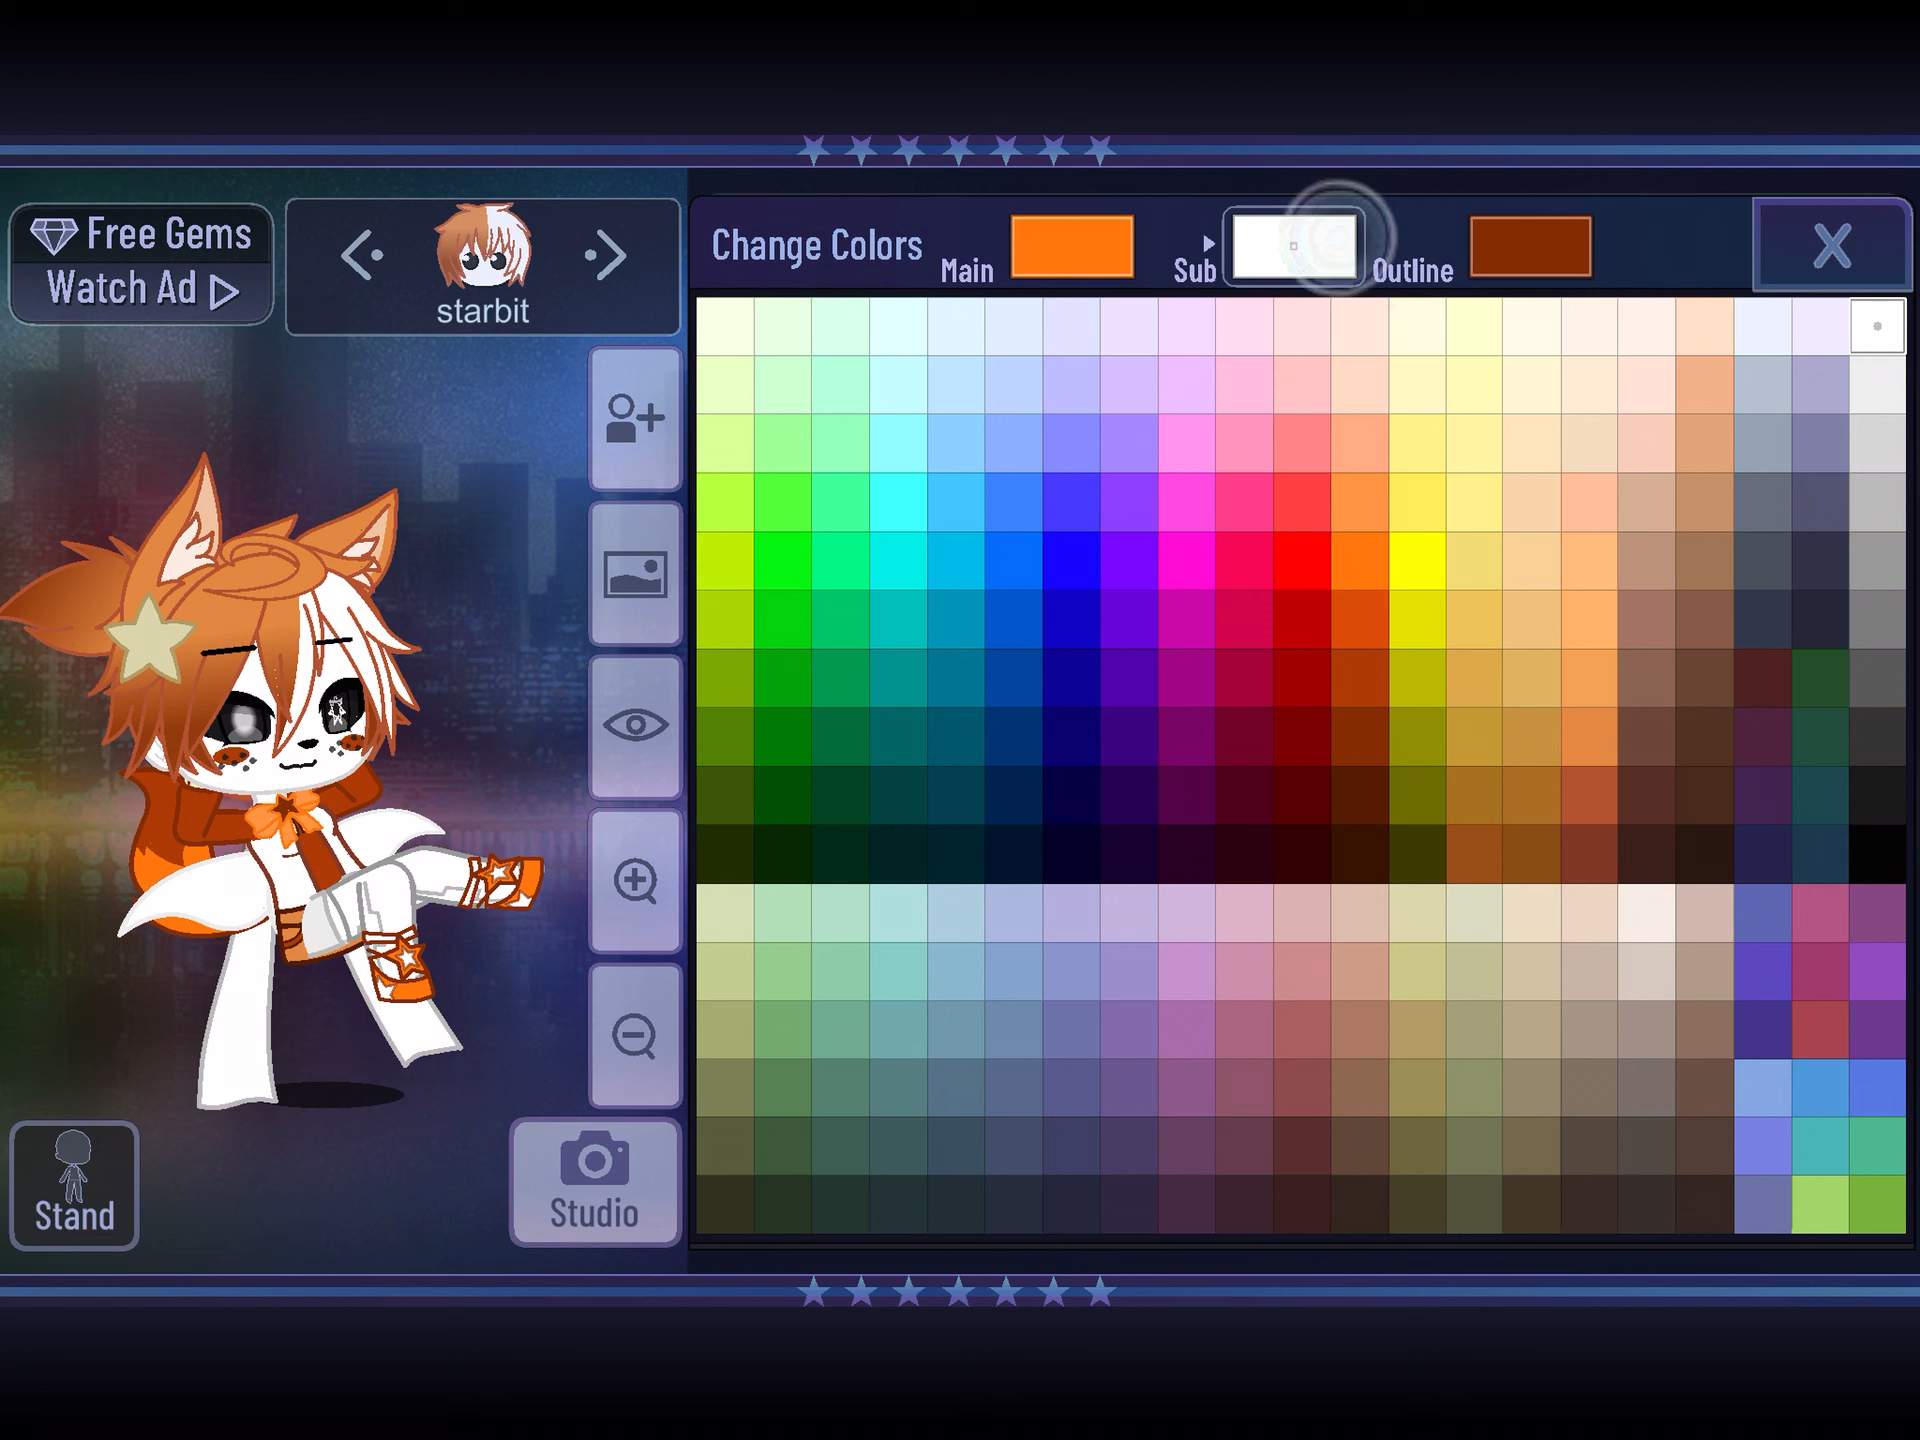 Free Gems
Watch Ad
starbit
Change Colors
Main
Sub
Outline
X
Stand
Studio